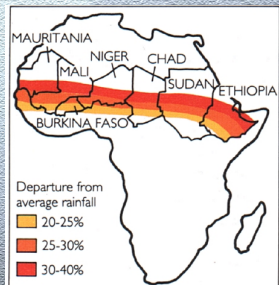 MAURITANIA
NIGER CHAD
MALI
SUDAN
ETHIOPIA
BURKINA FASO
Departure from
average rainfall
20-25%
25-30%
30-40%